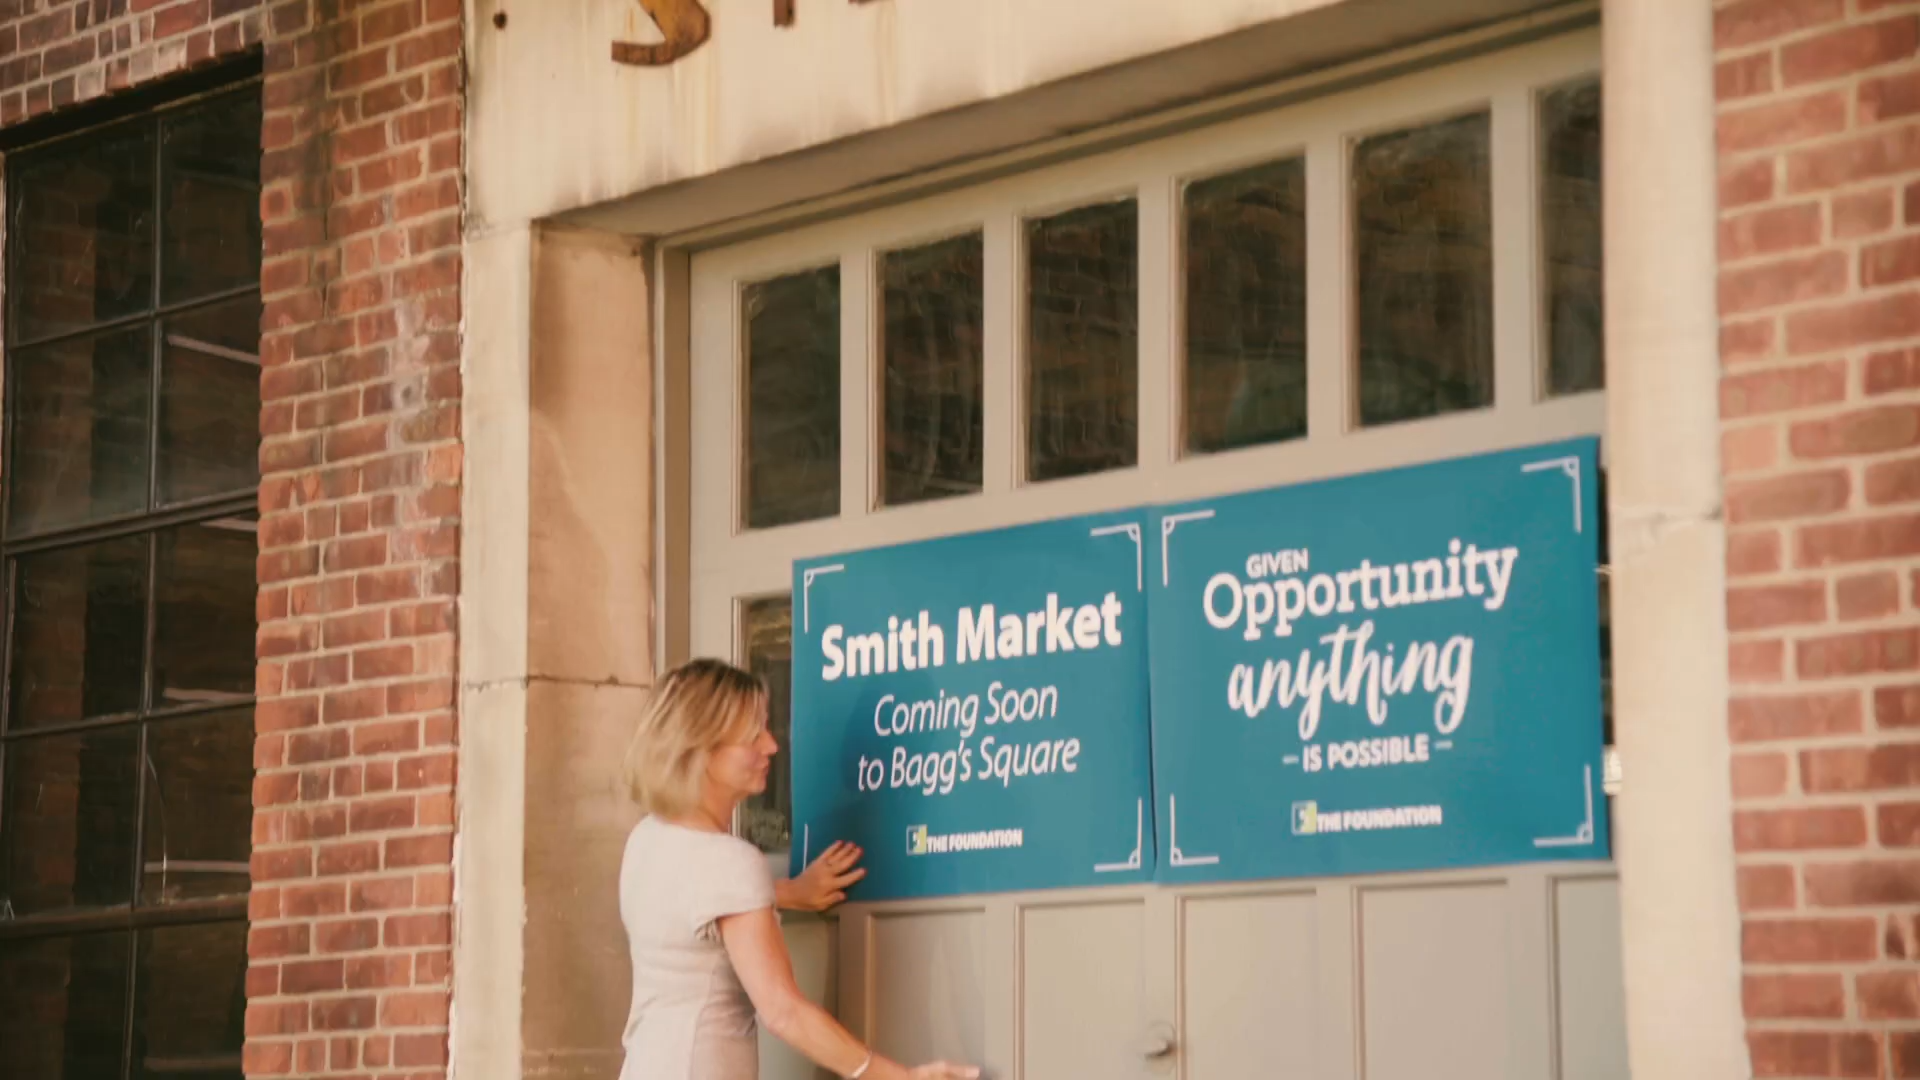 Smith Market
Coming Soon
to Bagg's Square
THE FOUNDATION
GIVEN
Opportunity
anything
IS POSSIBLE
THE FOUNDATION